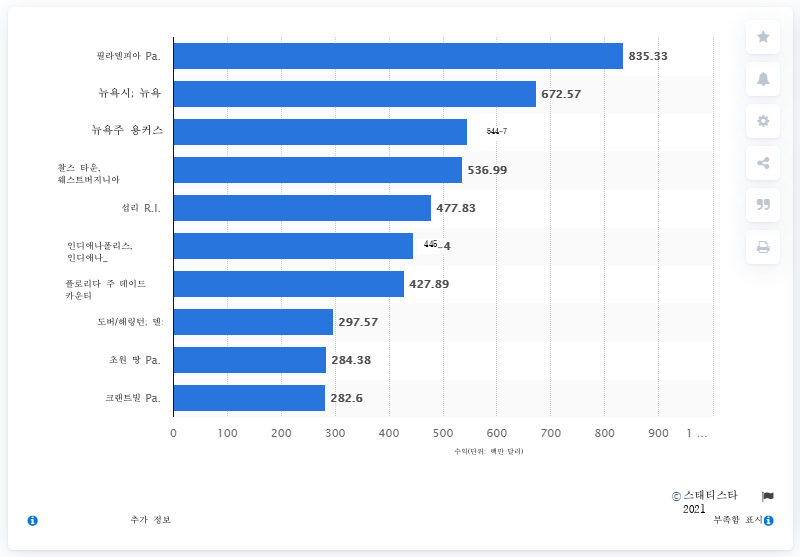 필라델피아 Pa.
835.33
뉴욕시; 뉴욕
672.57
뉴욕주 용커스
544-7
찰스 타운,
웨스트버지니아
536.99
섬리 R.I.
477.83
인디애나폴리스,
인디애나_
446-4
플로리다 주 데이드
카운티
427.89
도버/해링턴; 델:
297.57
초원 땅 Pa.
284.38
크랜트빌 Pa.
282.6
0 100 200 300 400 500 600 700 800 900 1 ...
수익(단위: 백만 달러)
© 스태티스타
2021
추가 정보
부족함 표시